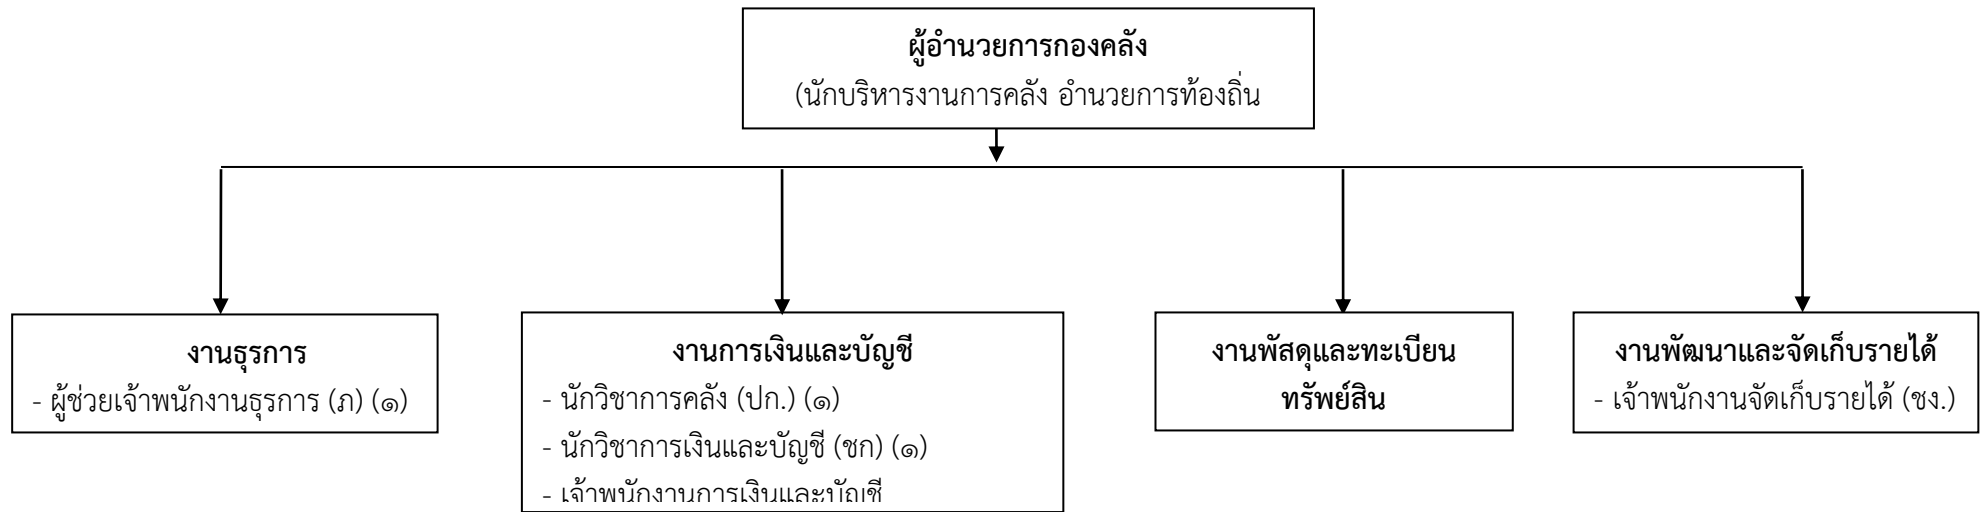 ผู้อำนวยการกองคลัง
(นักบริหารงานการคลัง อำนวยการท้องถิ่น
งานธุรการ
- ผู้ช่วยเจ้าพนักงานธุรการ (ภ) (๑)
งานการเงินและบัญชี
- นักวิชาการคลัง (ปก.) (๑)
- นักวิชาการเงินและบัญชี (ชก) (๑)
- เจ้าพนักงานการเงินและบัญชี
งานพัสดุและทะเบียน
ทรัพย์สิน
งานพัฒนาและจัดเก็บรายได้
- เจ้าพนักงานจัดเก็บรายได้ (ชง.)